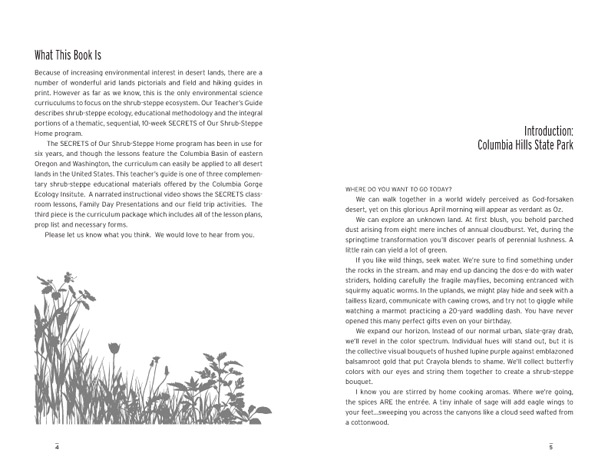 What This Book Is
Because of increasing environmental interest in desert lands, there are a
number of wonderful arid lands pictorials and field and hiking guides in
print. However as far as we know, this is the only environmental science
curriuculums to focus on the shrub-steppe ecosystem. Our Teacher's Guide
describes shrub-steppe ecology, educational methodology and the integral
portions of a thematic, sequential, 10-week SECRETS of Our Shrub-Steppe
Home program.
The SECRETS of Our Shrub-Steppe Home program has been in use for
six years, and though the lessons feature the Columbia Basin of eastern
Oregon and Washington, the curriculum can easily be applied to all desert
lands in the United States. This teacher's guide is one of three complemen-
tary shrub-steppe educational materials offered by the Columbia Gorge
Ecology Insitute. A narrated instructional video shows the SECRETS class-
room lessons, Family Day Presentations and our field trip activities. The
third piece is the curriculum package which includes all of the lesson plans,
prop list and necessary forms.
Please let us know what you think. We would love to hear from you.
4
Introduction:
Columbia Hills State Park
WHERE DO YOU WANT TO GO TODAY?
We can walk together in a world widely perceived as God-forsaken
desert, yet on this glorious April morning will appear as verdant as Oz.
We can explore an unknown land. At first blush, you behold parched
dust arising from eight mere inches of annual cloudburst. Yet, during the
springtime transformation you'll discover pearls of perennial lushness. A
little rain can yield a lot of green.
If you like wild things, seek water. We're sure to find something under
the rocks in the stream, and may end up dancing the dos-e-do with water
striders, holding carefully the fragile mayflies, becoming entranced with
squirmy aquatic worms. In the uplands, we might play hide and seek with a
tailless lizard, communicate with cawing crows, and try not to giggle while
watching a marmot practicing a 20-yard waddling dash. You have never
opened this many perfect gifts even on your birthday.
We expand our horizon. Instead of our normal urban, slate-gray drab,
we'll revel in the color spectrum. Individual hues will stand out, but it is
the collective visual bouquets of hushed lupine purple against emblazoned
balsamroot gold that put Crayola blends to shame. We'll collect butterfly
colors with our eyes and string them together to create a shrub-steppe
bouquet.
I know you are stirred by home cooking aromas. Where we're going,
the spices ARE the entrée. A tiny inhale of sage will add eagle wings to
your feet...sweeping you across the canyons like a cloud seed wafted from
a cottonwood.
5